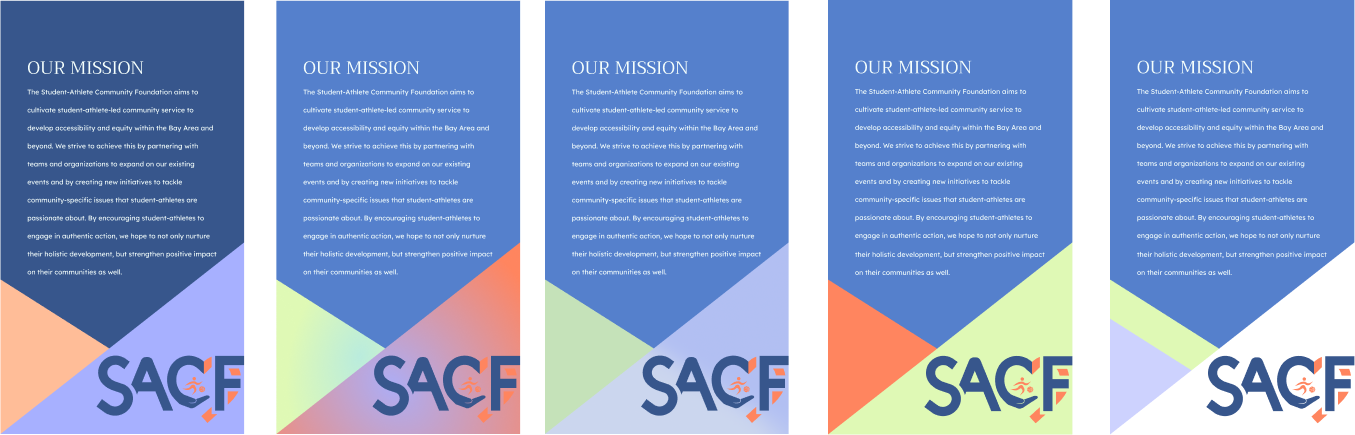 OUR MISSION
The Student-Athlete Community Foundation aims to
cultivate student-athlete-led community service to
develop accessibility and equity within the Bay Area and
beyond. We strive to achieve this by partnering with
teams and organizations to expand on our existing
events and by creating new initiatives to tackle
community-specific issues that student-athletes are
passionate about. By encouraging student-athletes to
engage in authentic action, we hope to not only nurture
their holistic development, but strengthen positive impact
on their communities as well.
SACF
OUR MISSION
The Student-Athlete Community Foundation aims to
cultivate student-athlete-led community service to
develop accessibility and equity within the Bay Area and
beyond. We strive to achieve this by partnering with
teams and organizations to expand on our existing
events and by creating new initiatives to tackle
community-specific issues that student-athletes are
passionate about. By encouraging student-athletes to
engage in authentic action, we hope to not only nurture
their holistic development, but strengthen positive impact
on their communities as well.
SACF
OUR MISSION
The Student-Athlete Community Foundation aims to
cultivate student-athlete-led community service to
develop accessibility and equity within the Bay Area and
beyond. We strive to achieve this by partnering with
teams and organizations to expand on our existing
events and by creating new initiatives to tackle
community-specific issues that student-athletes are
passionate about. By encouraging student-athletes to
engage in authentic action, we hope to not only nurture
their holistic development, but strengthen positive impact
on their communities as well.
SACF
OUR MISSION
The Student-Athlete Community Foundation aims to
cultivate student-athlete-led community service to
develop accessibility and equity within the Bay Area and
beyond. We strive to achieve this by partnering with
teams and organizations to expand on our existing
events and by creating new initiatives to tackle
community-specific issues that student-athletes are
passionate about. By encouraging student-athletes to
engage in authentic action, we hope to not only nurture
their holistic development, but strengthen positive impact
on their communities as well.
SACF
OUR MISSION
The Student-Athlete Community Foundation aims to
cultivate student-athlete-led community service to
develop accessibility and equity within the Bay Area and
beyond. We strive to achieve this by partnering with
teams and organizations to expand on our existing
events and by creating new initiatives to tackle
community-specific issues that student-athletes are
passionate about. By encouraging student-athletes to
engage in authentic action, we hope to not only nurture
their holistic development, but strengthen positive impact
on their communities as well.
SACF